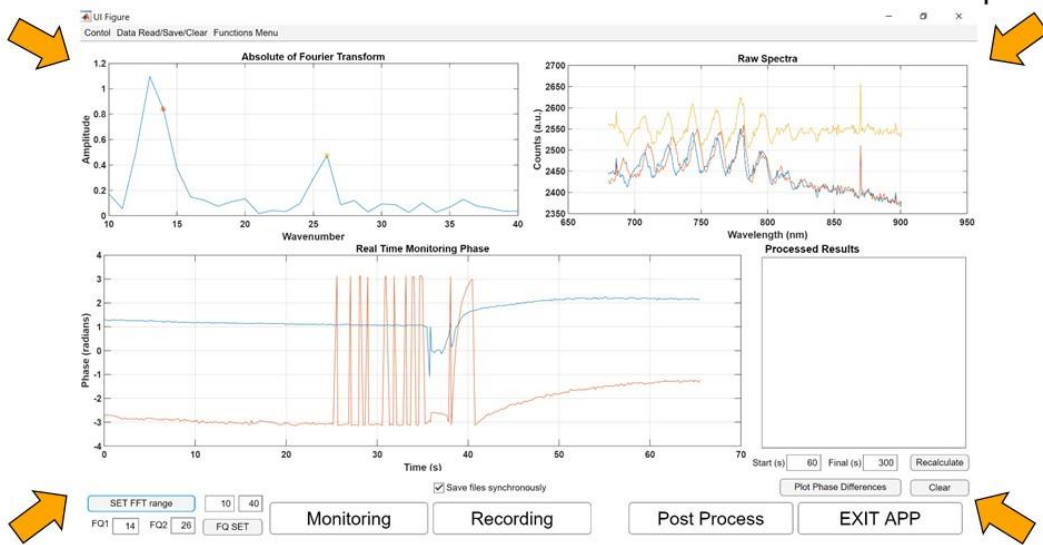 UI Figure
Contol Data Read/Save/Clear Functions Menu
Absolute of Fourier Transform
1.2
1
0.8
0.6
0.4
0.2
0
Amplitude
10 15 20 25 30 35 40
Wavenumber
Raw Spectra
2700
2650
2600
2550
2500
2450
2400
2350
Counts (a.u.)
650 700 750 800 850 900 950
Wavelength (nm)
Real Time Monitoring Phase
4
3
2
1
0
-1
-2
-3
-4
Phase (radians)
0 10 20 30 40 50 60 70
Time (s)
Processed Results
Start (s) 60 Final (s) 300 Recalculate
Save files synchronously
Plot Phase Differences Clear
SET FFT range 10 40
FQ1 14 FQ2 26 FQ SET
Monitoring Recording Post Process EXIT APP